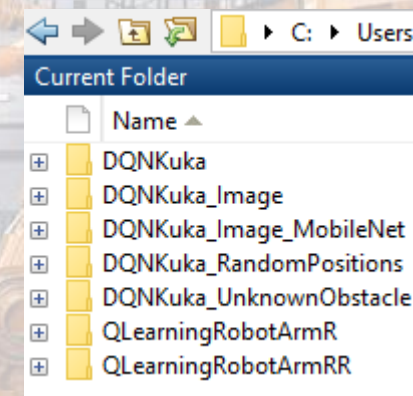 C: Users
Current Folder
Name
DQNKuka
DQNKuka_Image
DQNKuka_Image_MobileNet
DQNKuka_RandomPositions
DQNKuka_UnknownObstacle
QLearningRobotArmR
QLearningRobotArmRR